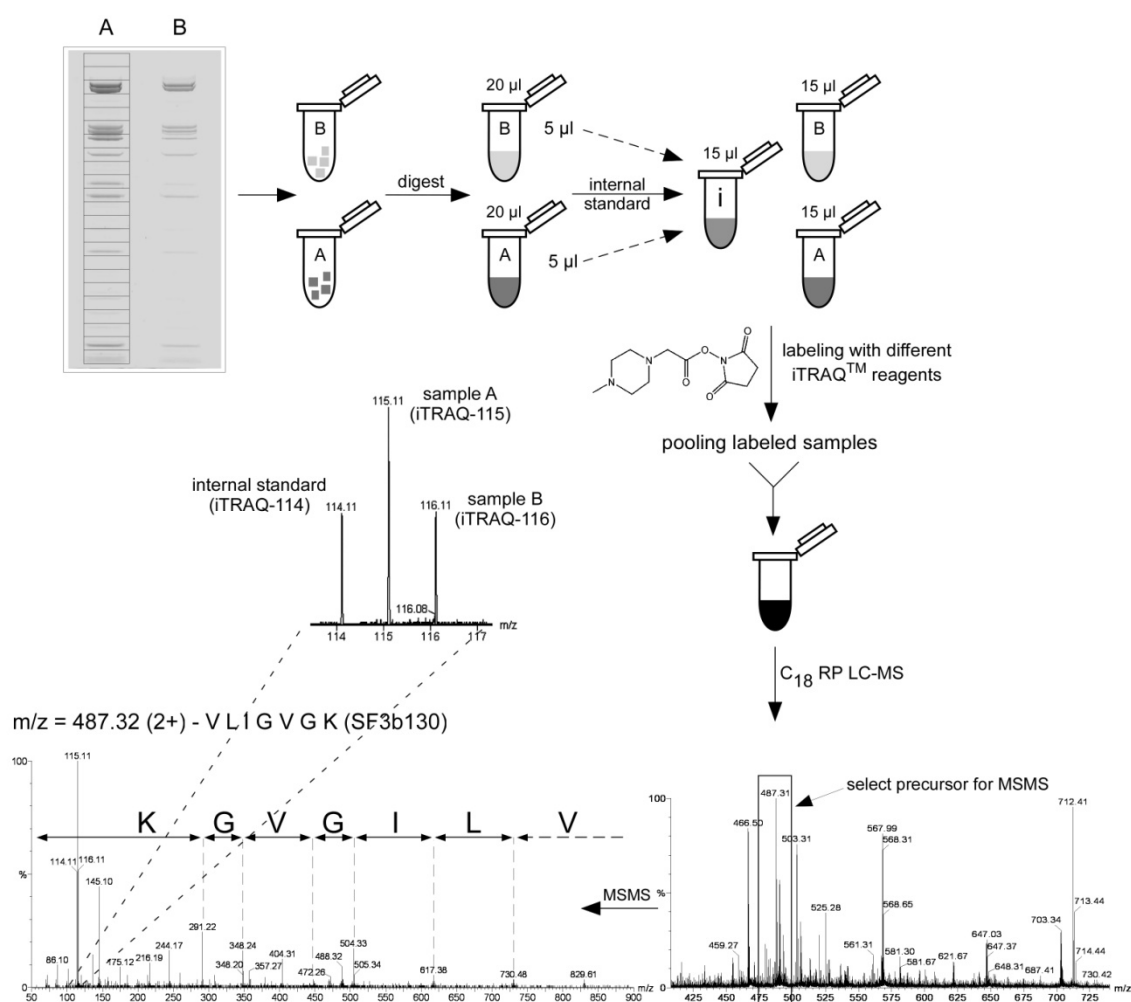 A B
20 µl
15 µl
B
5 µl
B
15 µl
B
digest
internal
standard
i
20 µl
15 µl
A
A
5 µl
A
O
N
O
N
O
O
labeling with different
iTRAQ™ reagents
pooling labeled samples
sample A
(iTRAQ-115)
115.11
internal standard
(iTRAQ-114)
114.11
sample B
(iTRAQ-116)
116.11
116.08
114 115 116 117 m/z
C18 RP LC-MS
m/z = 487.32 (2+) - V L I G V G K (SF3b130)
100
%
115.11
K G V G I L V
114.11 116.11
145.10
86.10
175.12
216.19
244.17
291.22
348.24
348.20
357.27
404.31
472.26
488.32
504.33
505.34
617.38
730.48
829.61
50 100 150 200 250 300 350 400 450 500 550 600 650 700 750 800 850 900 m/z
MSMS
select precursor for MSMS
100
%
487.31
466.50
503.31
459.27
525.28
561.31
567.99
568.31
568.65
581.30
581.67
621.67
647.03
647.37
648.31
687.41
703.34
712.41
713.44
714.44
730.42
425 450 475 500 525 550 575 600 625 650 675 700 725 m/z